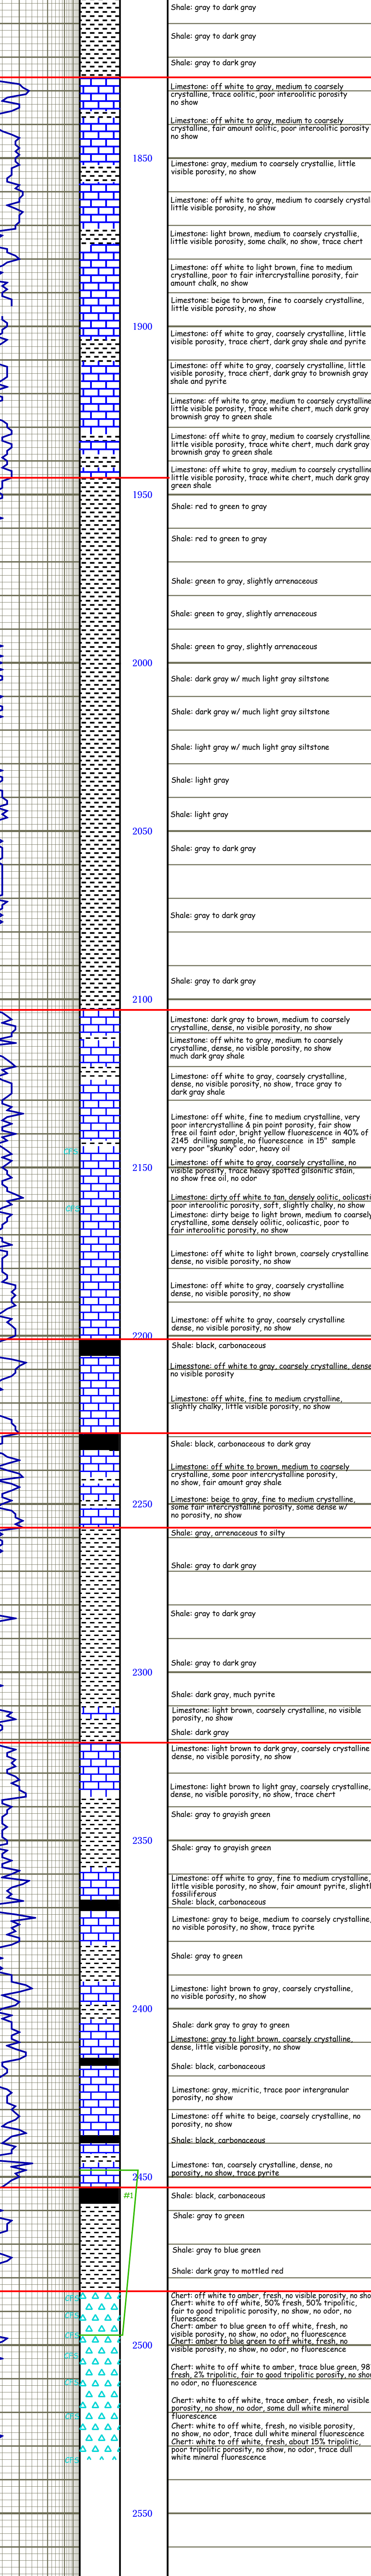 Shale: gray to dark gray
Shale: gray to dark gray
Shale: gray to dark gray
Limestone: off white to gray, medium to coarsely
crystalline, trace oolitic, poor interoolitic porosity
no show
Limestone: off white to gray, medium to coarsely
crystalline, fair amount oolitic, poor interoolitic porosity
no show
1850
Limestone: gray, medium to coarsely crystallie, little
visible porosity, no show
Limestone: off white to gray, medium to coarsely crystal
little visible porosity, no show
Limestone: light brown, medium to coarsely crystallie,
little visible porosity, some chalk, no show, trace chert
Limestone: off white to light brown, fine to medium
crystalline, poor to fair intercrystalline porosity, fair
amount chalk, no show
Limestone: beige to brown, fine to coarsely crystalline,
little visible porosity, no show
1900
Limestone: off white to gray, coarsely crystalline, little
visible porosity, trace chert, dark gray shale and pyrite
Limestone: off white to gray, coarsely crystalline, little
visible porosity, trace chert, dark gray to brownish gray
shale and pyrite
Limestone: off white to gray, medium to coarsely crystalline
little visible porosity, trace white chert, much dark gray
brownish gray to green shale
Limestone: off white to gray, medium to coarsely crystalline
little visible porosity, trace white chert, much dark gray
brownish gray to green shale
Limestone: off white to gray, medium to coarsely crystalline
little visible porosity, trace white chert, much dark gray
green shale
1950
Shale: red to green to gray
Shale: red to green to gray
Shale: green to gray, slightly arrenaceous
Shale: green to gray, slightly arrenaceous
Shale: green to gray, slightly arrenaceous
2000
Shale: dark gray w/ much light gray siltstone
Shale: dark gray w/ much light gray siltstone
Shale: light gray w/ much light gray siltstone
Shale: light gray
Shale: light gray
2050
Shale: gray to dark gray
Shale: gray to dark gray
Shale: gray to dark gray
2100
Limestone: dark gray to brown, medium to coarsely
crystalline, dense, no visible porosity, no show
Limestone: off white to gray, medium to coarsely
crystalline, dense, no visible porosity, no show
much dark gray shale
Limestone: off white to gray, coarsely crystalline,
dense, no visible porosity, no show, trace gray to
dark gray shale
Limestone: off white, fine to medium crystalline, very
poor intercrystalline & pin point porosity, fair show
free oil faint odor, bright yellow fluorescence in 40% of
2145 drilling sample, no fluorescence in 15" sample
very poor "skunky" odor, heavy oil
CFS
2150
Limestone: off white to gray, coarsely crystalline, no
visible porosity, trace heavy spotted gilsonitic stain,
no show free oil, no odor
CFS
Limestone: dirty off white to tan, densely oolitic, oolicasti
poor interoolitic porosity, soft, slightly chalky, no show
Limestone: dirty beige to light brown, medium to coarsely
crystalline, some densely oolitic, oolicastic, poor to
fair interoolitic porosity, no show
Limestone: off white to light brown, coarsely crystalline
dense, no visible porosity, no show
Limestone: off white to gray, coarsely crystalline
dense, no visible porosity, no show
Limestone: off white to gray, coarsely crystalline
dense, no visible porosity, no show
2200
Shale: black, carbonaceous
Limestone: off white to gray, coarsely crystalline, dense
no visible porosity
Limestone: off white, fine to medium crystalline,
slightly chalky, little visible porosity, no show
Shale: black, carbonaceous to dark gray
Limestone: off white to brown, medium to coarsely
crystalline, some poor intercrystalline porosity,
no show, fair amount gray shale
Limestone: beige to gray, fine to medium crystalline,
some fair intercrystalline porosity, some dense w/
no porosity, no show
2250
Shale: gray, arrenaceous to silty
Shale: gray to dark gray
Shale: gray to dark gray
Shale: gray to dark gray
2300
Shale: dark gray, much pyrite
Limestone: light brown, coarsely crystalline, no visible
porosity, no show
Shale: dark gray
Limestone: light brown to dark gray, coarsely crystalline
dense, no visible porosity, no show
Limestone: light brown to light gray, coarsely crystalline,
dense, no visible porosity, no show, trace chert
Shale: gray to grayish green
2350
Shale: gray to grayish green
Limestone: off white to gray, fine to medium crystalline,
little visible porosity, no show, fair amount pyrite, slightl
fossiliferous
Shale: black, carbonaceous
Limestone: gray to beige, medium to coarsely crystalline,
no visible porosity, no show, trace pyrite
Shale: gray to green
Limestone: light brown to gray, coarsely crystalline,
no visible porosity, no show
2400
Shale: dark gray to gray to green
Limestone: gray to light brown, coarsely crystalline,
dense, little visible porosity, no show
Shale: black, carbonaceous
Limestone: gray, micritic, trace poor intergranular
porosity, no show
Limestone: off white to beige, coarsely crystalline, no
porosity, no show
Shale: black, carbonaceous
2450
Limestone: tan, coarsely crystalline, dense, no
porosity, no show, trace pyrite
#1
Shale: black, carbonaceous
Shale: gray to green
Shale: gray to blue green
Shale: dark gray to mottled red
CFS
Chert: off white to amber, fresh, no visible porosity, no sho
Chert: white to off white, 50% fresh, 50% tripolitic,
fair to good tripolitic porosity, no show, no odor, no
fluorescence
CFS
Chert: amber to blue green to off white, fresh, no
visible porosity, no show, no odor, no fluorescence
CFS
Chert: amber to blue green to off white, fresh, no
visible porosity, no show, no odor, no fluorescence
2500
CFS
Chert: white to off white to amber, trace blue green, 98
fresh, 2% tripolitic, fair to good tripolitic porosity, no show
no odor, no fluorescence
CFS
Chert: white to off white, trace amber, fresh, no visible
porosity, no show, no odor, some dull white mineral
fluorescence
CFS
Chert: white to off white, fresh, no visible porosity,
no show, no odor, trace dull white mineral fluorescence
Chert: white to off white, fresh, about 15% tripolitic,
poor tripolitic porosity, no show, no odor, trace dull
white mineral fluorescence
CFS
2550